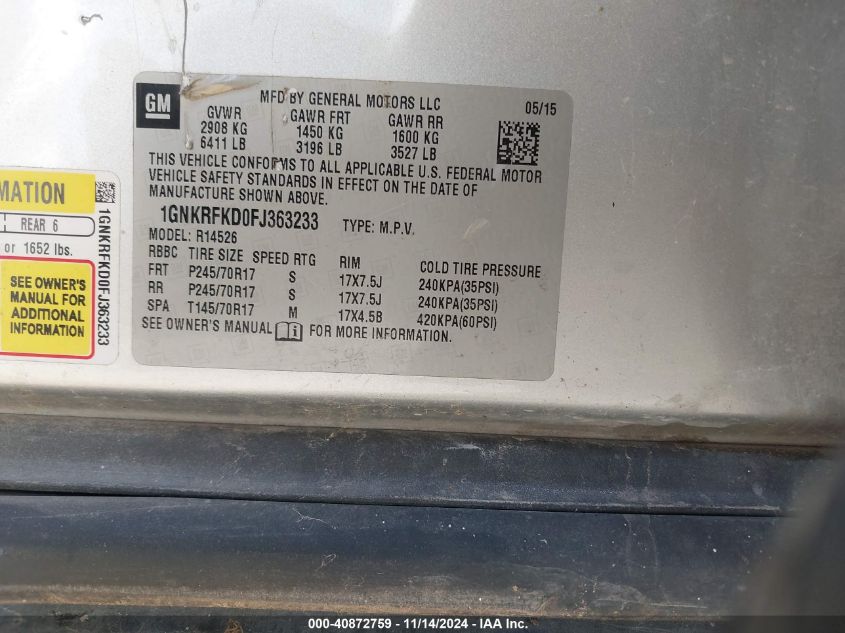 GM
MFD BY GENERAL MOTORS LLC
05/15
GVWR GAWR FRT GAWR RR
2908 KG 1450 KG 1600 KG
6411 LB 3196 LB 3527 LB
THIS VEHICLE CONFORMS TO ALL APPLICABLE U.S. FEDERAL MOTOR
VEHICLE SAFETY STANDARDS IN EFFECT ON THE DATE OF
MANUFACTURE SHOWN ABOVE.
1GNKRFKD0FJ363233 TYPE: M.P.V.
MODEL: R14526
RBBC TIRE SIZE SPEED RTG RIM COLD TIRE PRESSURE
FRT P245/70R17 S 17X7.5J 240KPA(35PSI)
RR P245/70R17 S 17X7.5J 240KPA(35PSI)
SPA T145/70R17 M 17X4.5B 420KPA(60PSI)
SEE OWNER'S MANUAL FOR MORE INFORMATION.
MATION
REAR 6
or 1652 lbs.
SEE OWNER'S
MANUAL FOR
ADDITIONAL
INFORMATION
1GNKRFKD0FJ363233
000-40872759 - 11/14/2024 - IAA Inc.